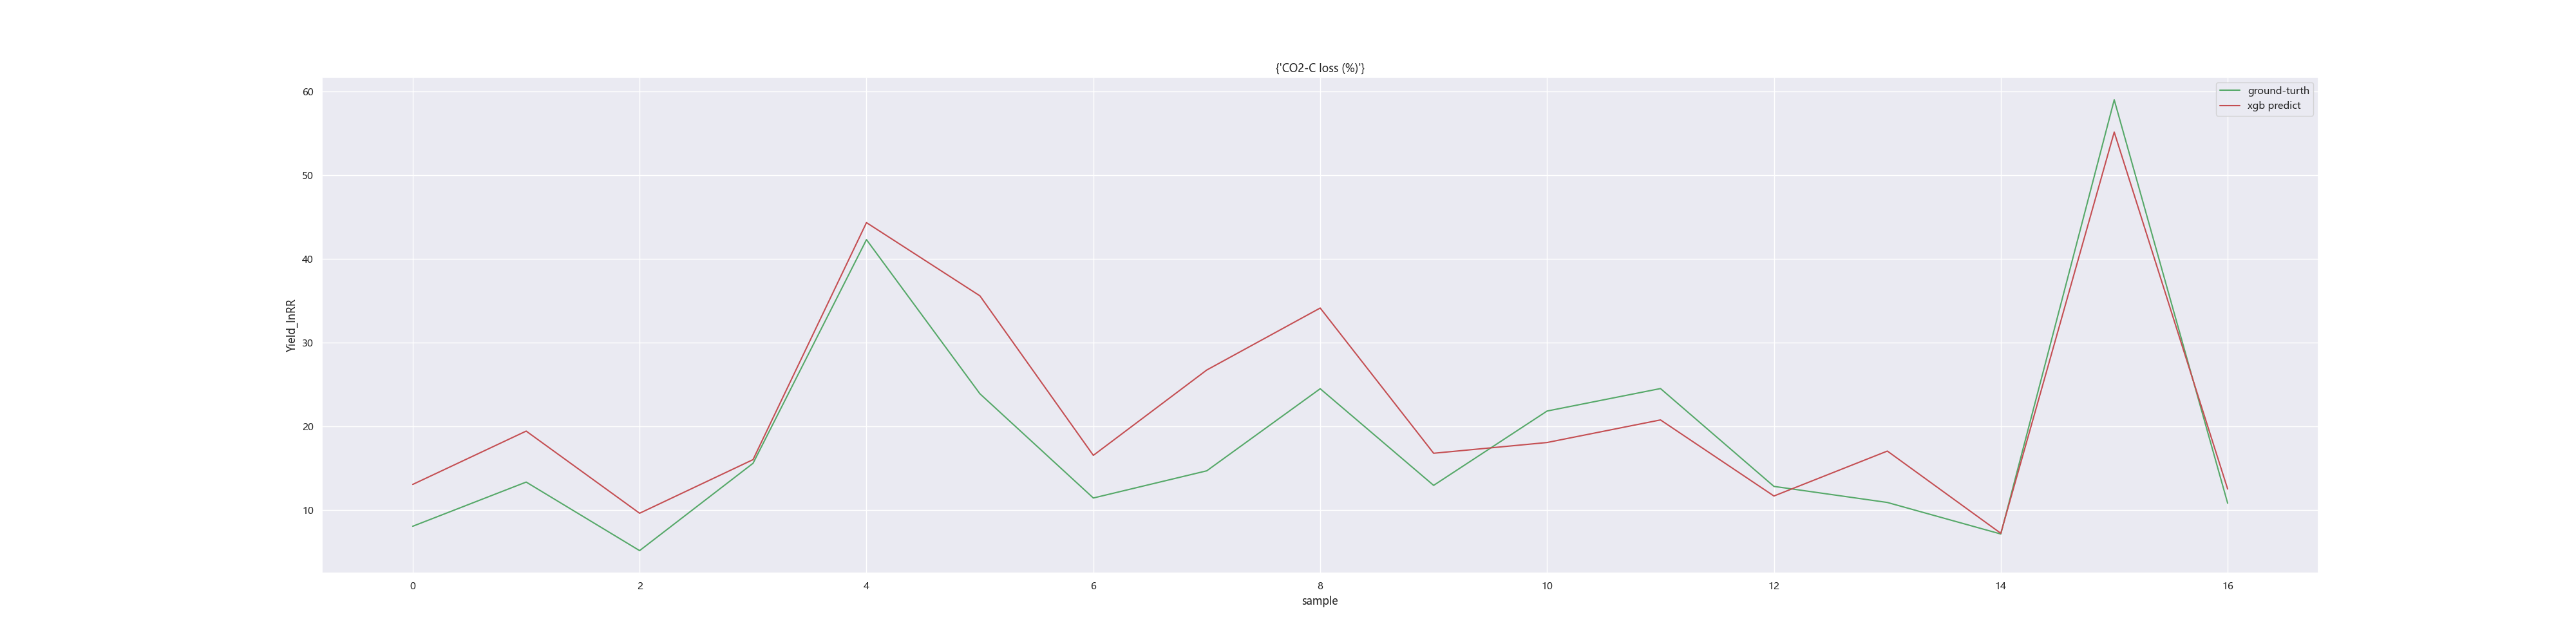 {'CO2-C loss (%)'}
ground-turth
xgb predict
60
50
40
30
20
10
Yield_lnRR
0 2 4 6 8 10 12 14 16
sample